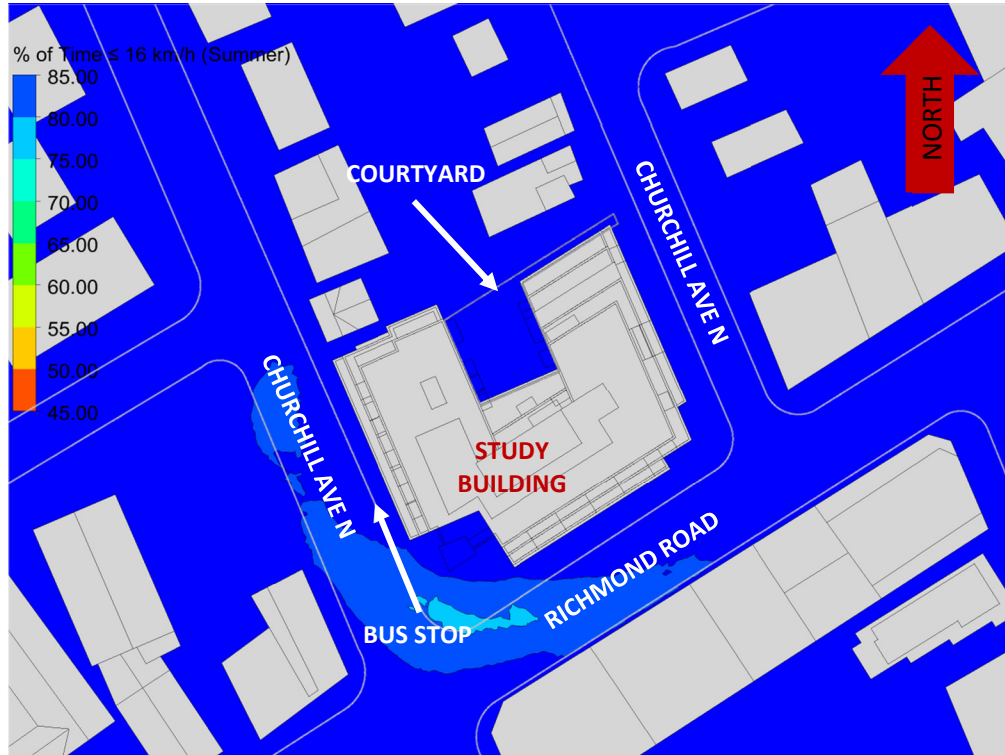 % of Time ≤ 16 km/h (Summer)
85.00
80.00
75.00
70.00
65.00
60.00
55.00
50.00
45.00
NORTH
COURTYARD
CHURCHILL AVE N
CHURCHILL AVE N
STUDY
BUILDING
RICHMOND ROAD
BUS STOP